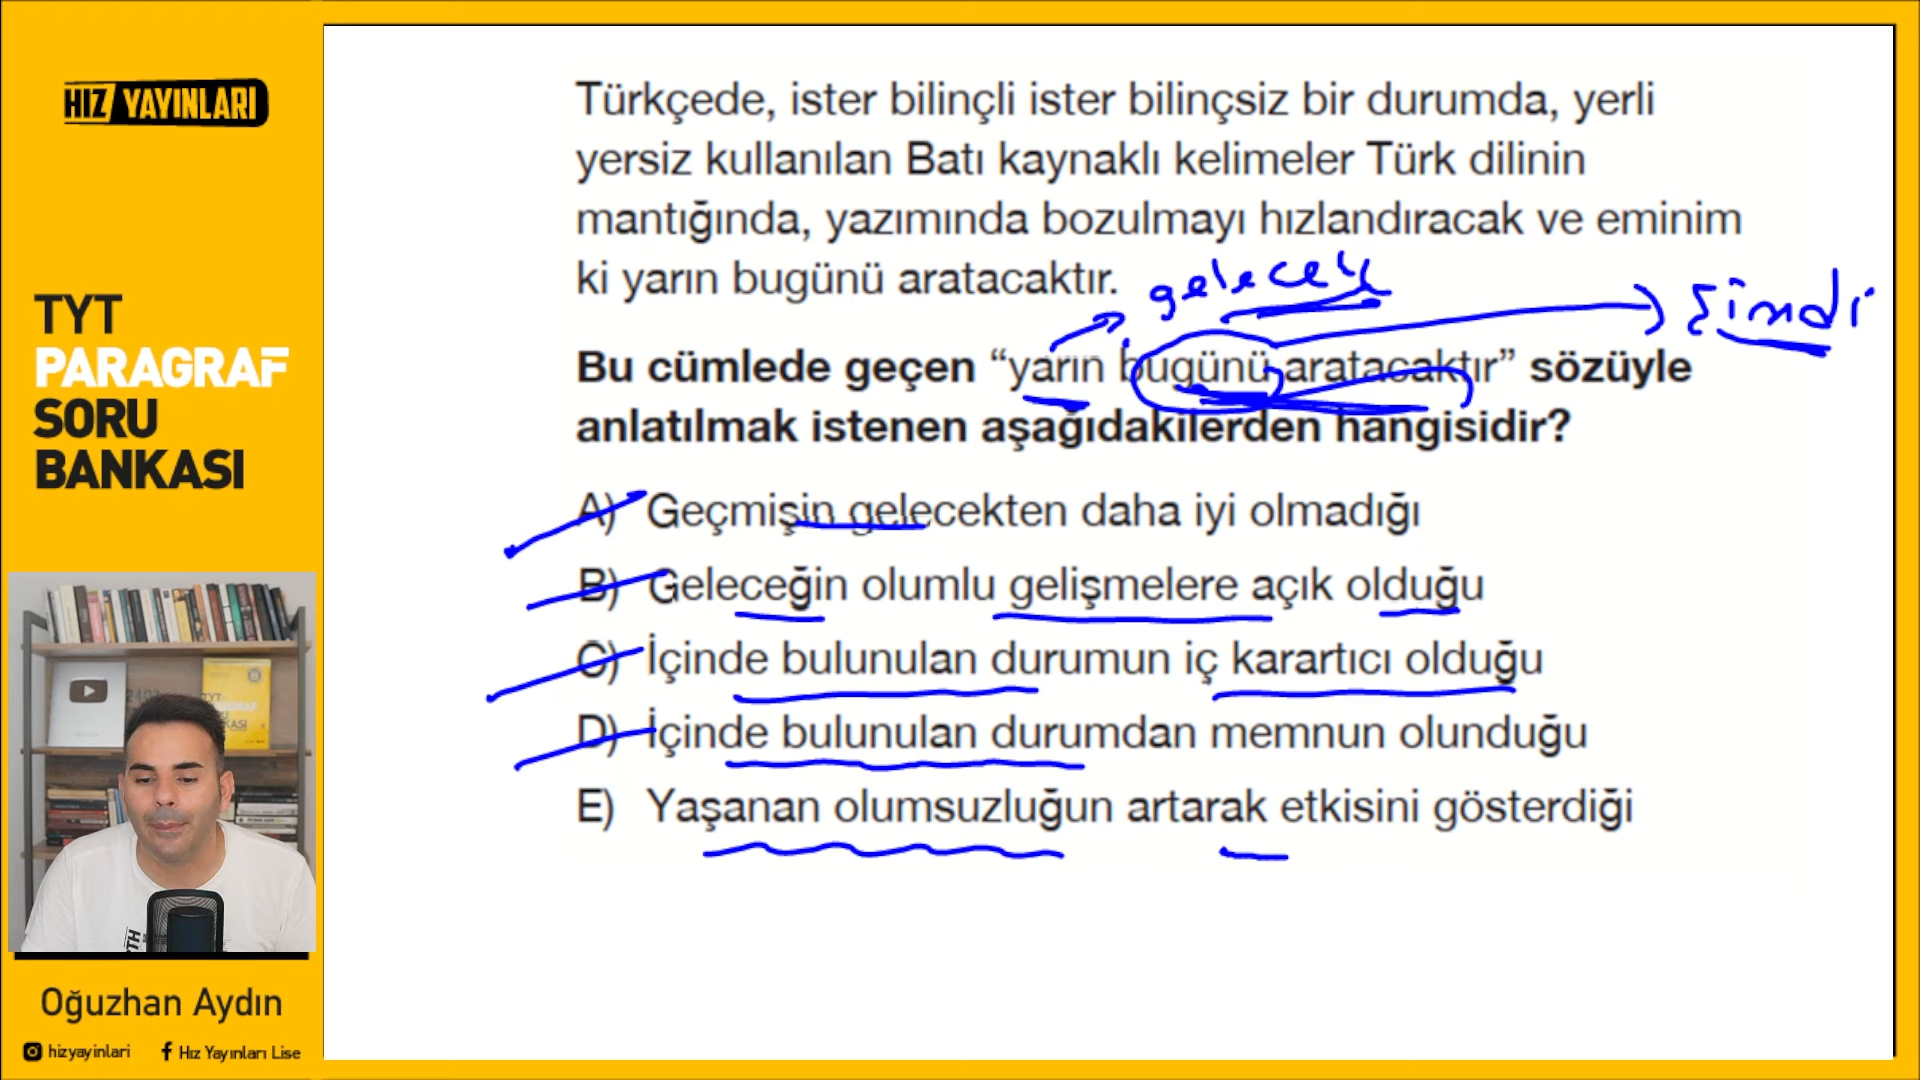 HIZ YAYINLARI
TYT
PARAGRAF
SORU
BANKASI
Türkçede, ister bilinçli ister bilinçsiz bir durumda, yerli
yersiz kullanılan Batı kaynaklı kelimeler Türk dilinin
mantığında, yazımında bozulmayı hızlandıracak ve eminim
ki yarın bugünü aratacaktır.
gelecek
şimdi
Bu cümlede geçen “yarın bugünü aratacaktır” sözüyle
anlatılmak istenen aşağıdakilerden hangisidir?
A) Geçmişin gelecekten daha iyi olmadığı
B) Geleceğin olumlu gelişmelere açık olduğu
C) İçinde bulunulan durumun iç karartıcı olduğu
D) İçinde bulunulan durumdan memnun olunduğu
E) Yaşanan olumsuzluğun artarak etkisini gösterdiği
Oğuzhan Aydın
hizyayinlari
Hız Yayınları Lise